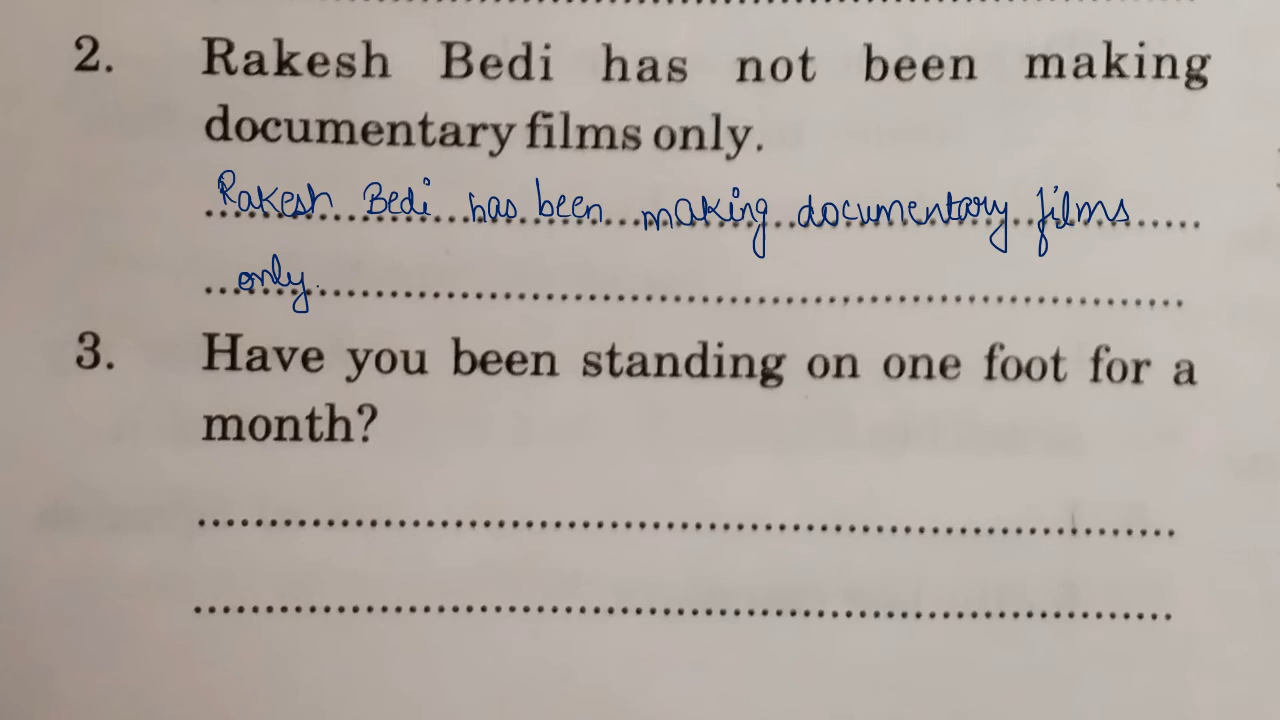 2. Rakesh Bedi has not been making
documentary films only.
Rakesh Bedi has been making documentary films
only.
3. Have you been standing on one foot for a
month?